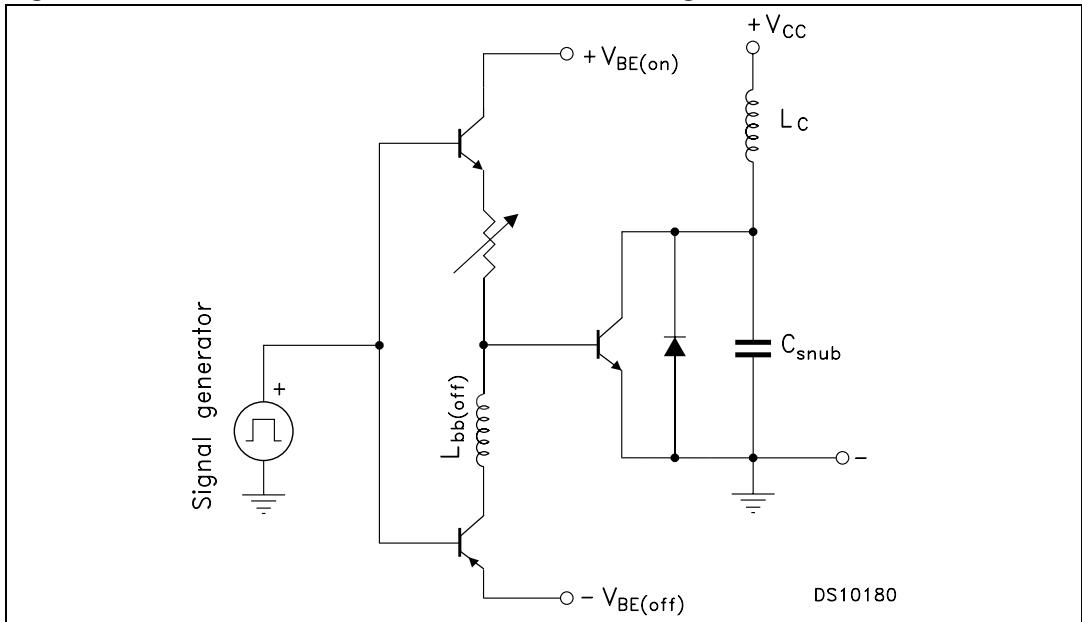 + VCC
+ VBE(on)
LC
Signal generator
+
Lbb(off)
Csnub
-
- VBE(off)
DS10180